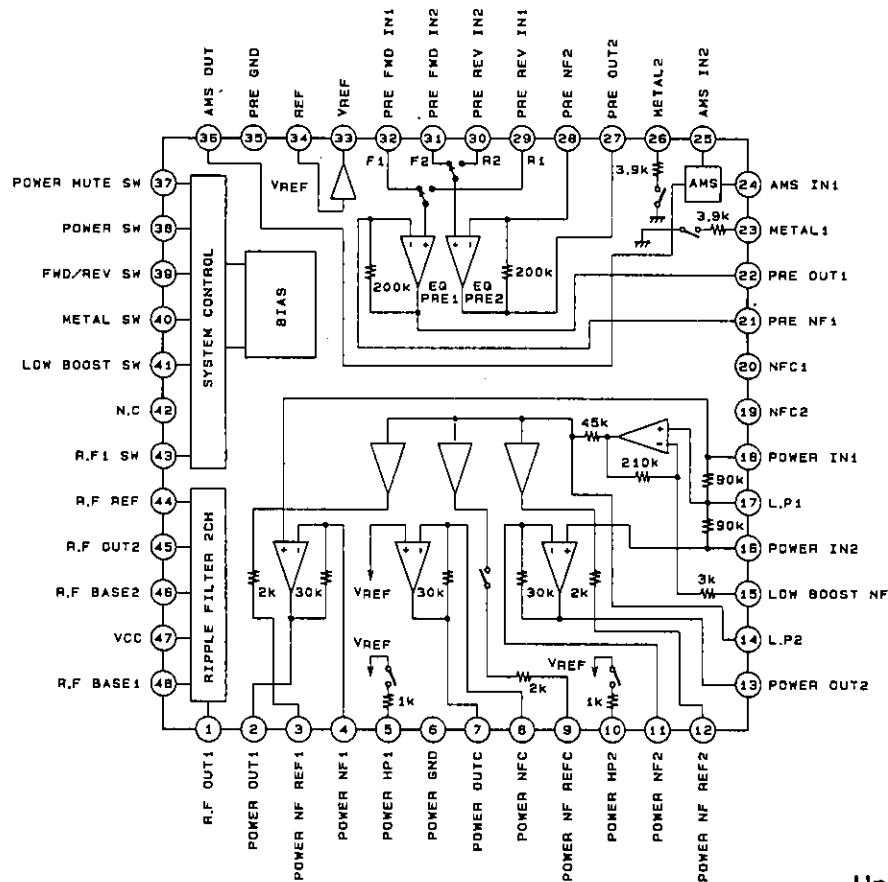 AMS OUT
PRE GND
REF
VREF
PRE FWD IN1
PRE FWD IN2
PRE REV IN2
PRE REV IN1
PRE NF2
PRE OUT2
METAL2
AMS IN2
36
35
34
33
32
31
30
29
28
27
26
25
POWER MUTE SW 37
POWER SW 38
FWD/REV SW 39
METAL SW 40
LOW BOOST SW 41
N.C 42
R.F1 SW 43
R.F REF 44
R.F OUT2 45
R.F BASE2 46
VCC 47
R.F BASE1 48
SYSTEM CONTROL
BIAS
RIPPLE FILTER 2CH
VREF
F1
F2
R2
R1
3.9k
AMS
3.9k
- +
+ -
200k
EQ PRE1
EQ PRE2
200k
24 AMS IN1
23 METAL1
22 PRE OUT1
21 PRE NF1
20 NFC1
19 NFC2
18 POWER IN1
17 L.P1
16 POWER IN2
15 LOW BOOST NF
14 L.P2
13 POWER OUT2
45k
+
-
210k
90k
90k
3k
+ -
2k
30k
VREF
+ -
30k
- +
30k
2k
VREF
1k
2k
VREF
1k
1
2
3
4
5
6
7
8
9
10
11
12
R.F OUT1
POWER OUT1
POWER NF REF1
POWER NF1
POWER HP1
POWER GND
POWER OUTC
POWER NFC
POWER NF REFC
POWER HP2
POWER NF2
POWER NF REF2